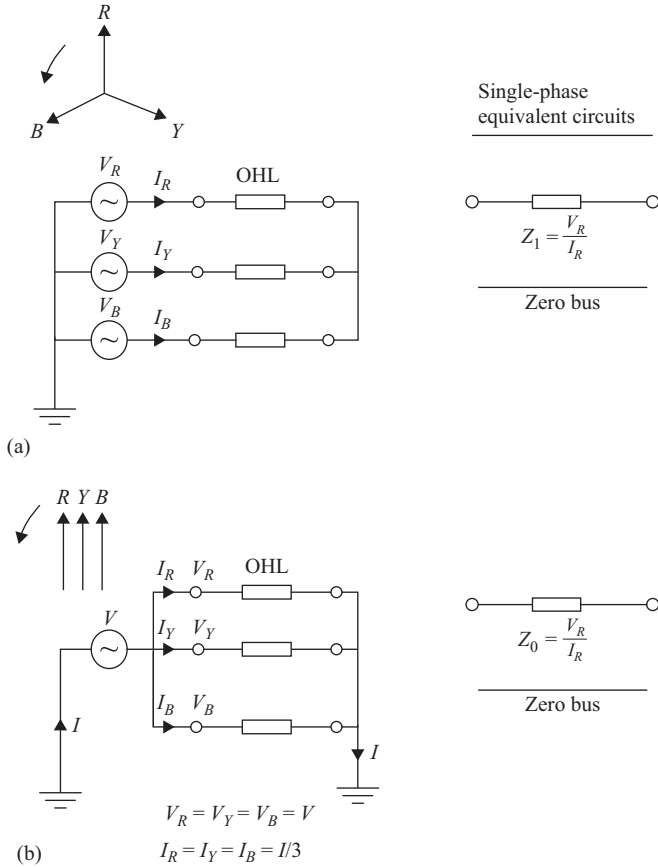 R
B
Y
V_R
I_R
OHL
V_Y
I_Y
V_B
I_B
Single-phase
equivalent circuits
Z_1 = V_R / I_R
Zero bus
(a)
R Y B
V
I
I_R V_R OHL
I_Y V_Y
I_B V_B
I
Z_0 = V_R / I_R
Zero bus
V_R = V_Y = V_B = V
(b)
I_R = I_Y = I_B = I/3